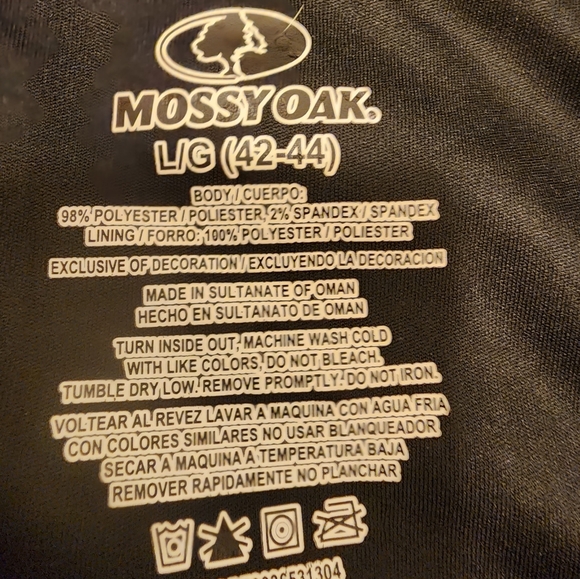 MOSSY OAK®
L/G (42-44)
BODY / CUERPO:
98% POLYESTER / POLIESTER, 2% SPANDEX / SPANDEX
LINING / FORRO: 100% POLYESTER / POLIESTER
EXCLUSIVE OF DECORATION / EXCLUYENDO LA DECORACION
MADE IN SULTANATE OF OMAN
HECHO EN SULTANATO DE OMAN
TURN INSIDE OUT, MACHINE WASH COLD
WITH LIKE COLORS, DO NOT BLEACH.
TUMBLE DRY LOW. REMOVE PROMPTLY. DO NOT IRON.
VOLTEAR AL REVEZ LAVAR A MAQUINA CON AGUA FRIA
CON COLORES SIMILARES NO USAR BLANQUEADOR
SECAR A MAQUINA A TEMPERATURA BAJA
REMOVER RAPIDAMENTE NO PLANCHAR